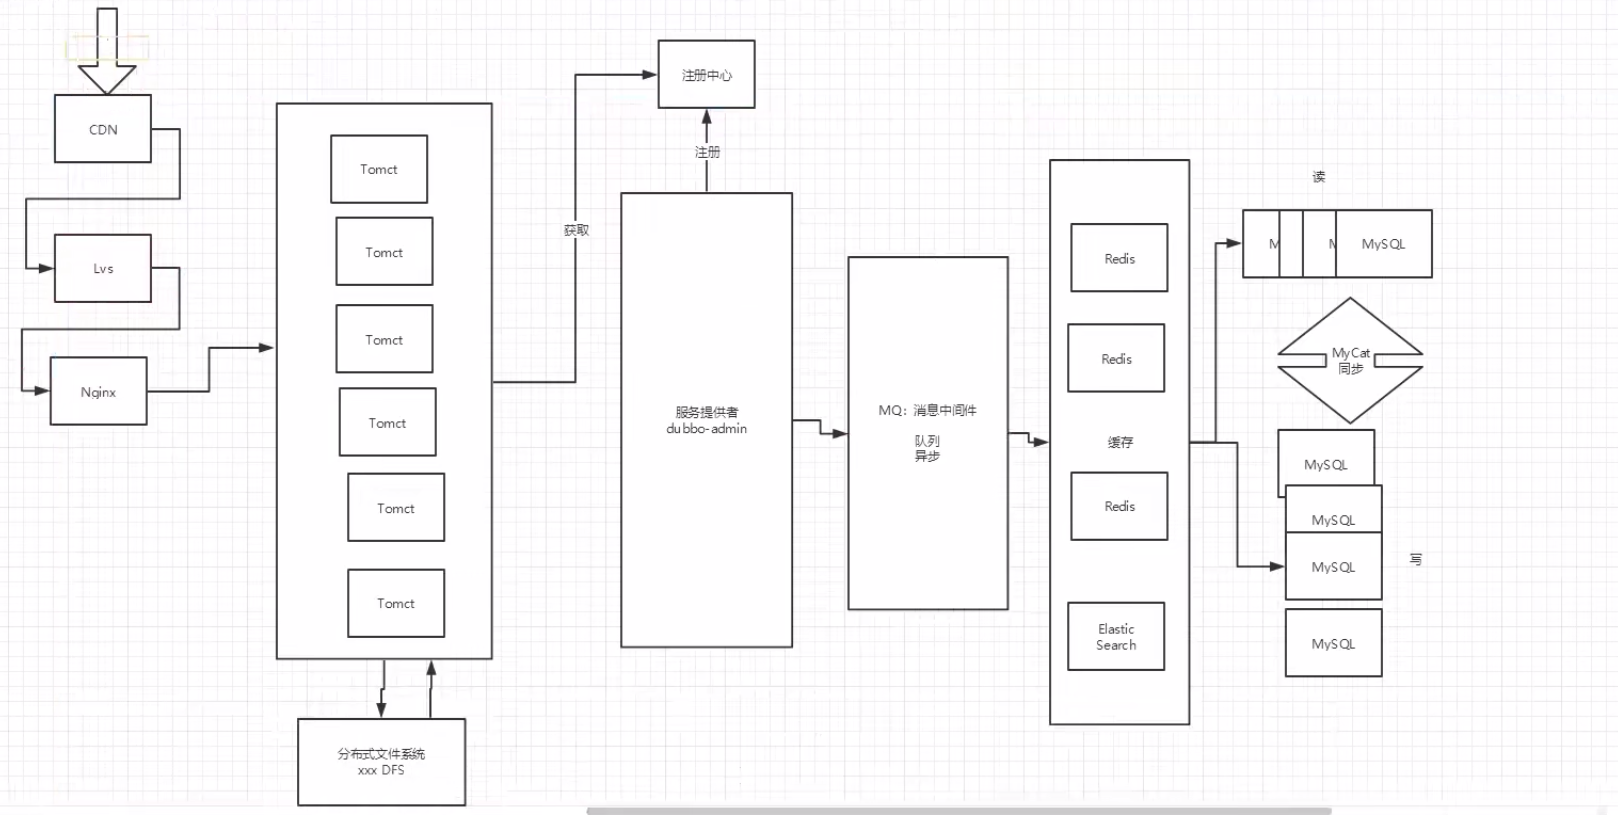 CDN
Lvs
Nginx
Tomct
Tomct
Tomct
Tomct
Tomct
Tomct
分布式文件系统
xxx DFS
获取
注册中心
注册
服务提供者
dubbo-admin
MQ：消息中间件
队列
异步
Redis
Redis
缓存
Redis
Elastic
Search
读
M
M
MySQL
MyCat
同步
MySQL
MySQL
MySQL
写
MySQL